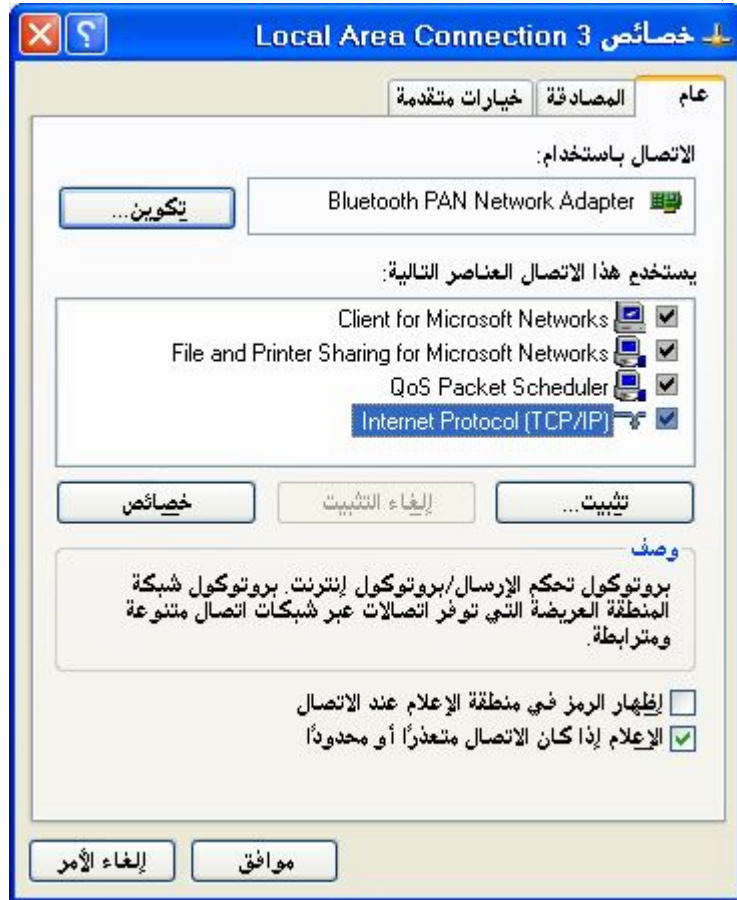 خصائص Local Area Connection 3
عام
المصادقة
خيارات متقدمة
الاتصال باستخدام:
Bluetooth PAN Network Adapter
تكوين...
يستخدم هذا الاتصال العناصر التالية:
Client for Microsoft Networks
File and Printer Sharing for Microsoft Networks
QoS Packet Scheduler
Internet Protocol (TCP/IP)
تثبيت...
إلغاء التثبيت
خصائص
وصف
بروتوكول تحكم الإرسال/بروتوكول إنترنت. بروتوكول شبكة
المنطقة العريضة التي توفر اتصالات عبر شبكات اتصال متنوعة
ومترابطة.
إظهار الرمز في منطقة الإعلام عند الاتصال
الإعلام إذا كان الاتصال متعذرًا أو محدودًا
موافق
إلغاء الأمر